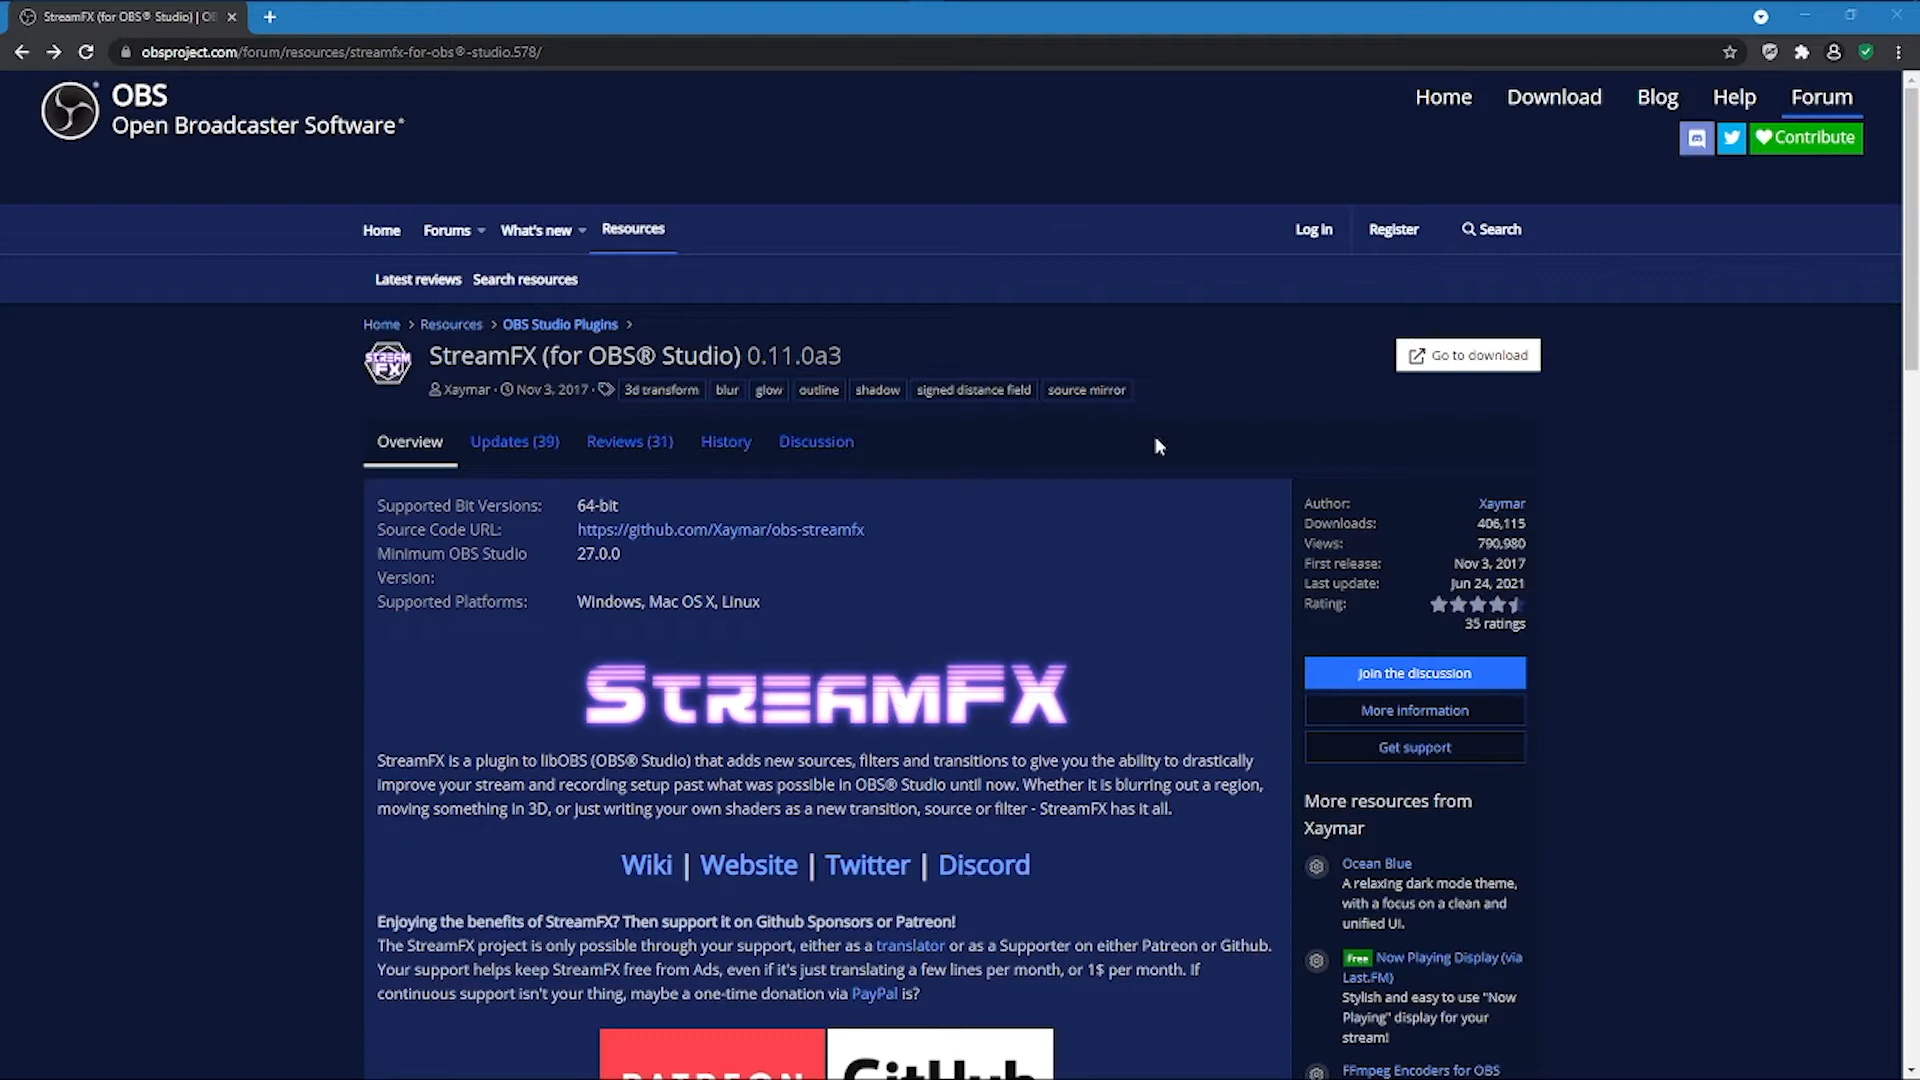 StreamFX (for OBS® Studio) | OB
obsproject.com/forum/resources/streamfx-for-obs®-studio.578/
OBS
Open Broadcaster Software®
Home Download Blog Help Forum
Contribute
Home Forums What's new Resources Log in Register Search
Latest reviews Search resources
Home > Resources > OBS Studio Plugins >
STREAM FX
StreamFX (for OBS® Studio) 0.11.0a3
Go to download
Xaymar · Nov 3, 2017 · 3d transform blur glow outline shadow signed distance field source mirror
Overview Updates (39) Reviews (31) History Discussion
Supported Bit Versions: 64-bit
Source Code URL: https://github.com/Xaymar/obs-streamfx
Minimum OBS Studio Version: 27.0.0
Supported Platforms: Windows, Mac OS X, Linux
STREAMFX
StreamFX is a plugin to libOBS (OBS® Studio) that adds new sources, filters and transitions to give you the ability to drastically
improve your stream and recording setup past what was possible in OBS® Studio until now. Whether it is blurring out a region,
moving something in 3D, or just writing your own shaders as a new transition, source or filter - StreamFX has it all.
Wiki | Website | Twitter | Discord
Enjoying the benefits of StreamFX? Then support it on Github Sponsors or Patreon!
The StreamFX project is only possible through your support, either as a translator or as a Supporter on either Patreon or Github.
Your support helps keep StreamFX free from Ads, even if it's just translating a few lines per month, or 1$ per month. If
continuous support isn't your thing, maybe a one-time donation via PayPal is?
PATREON GitHub
Author: Xaymar
Downloads: 406,115
Views: 790,980
First release: Nov 3, 2017
Last update: Jun 24, 2021
Rating:
35 ratings
Join the discussion
More information
Get support
More resources from
Xaymar
Ocean Blue
A relaxing dark mode theme,
with a focus on a clean and
unified UI.
Free Now Playing Display (via
Last.FM)
Stylish and easy to use "Now
Playing" display for your
stream!
FFmpeg Encoders for OBS